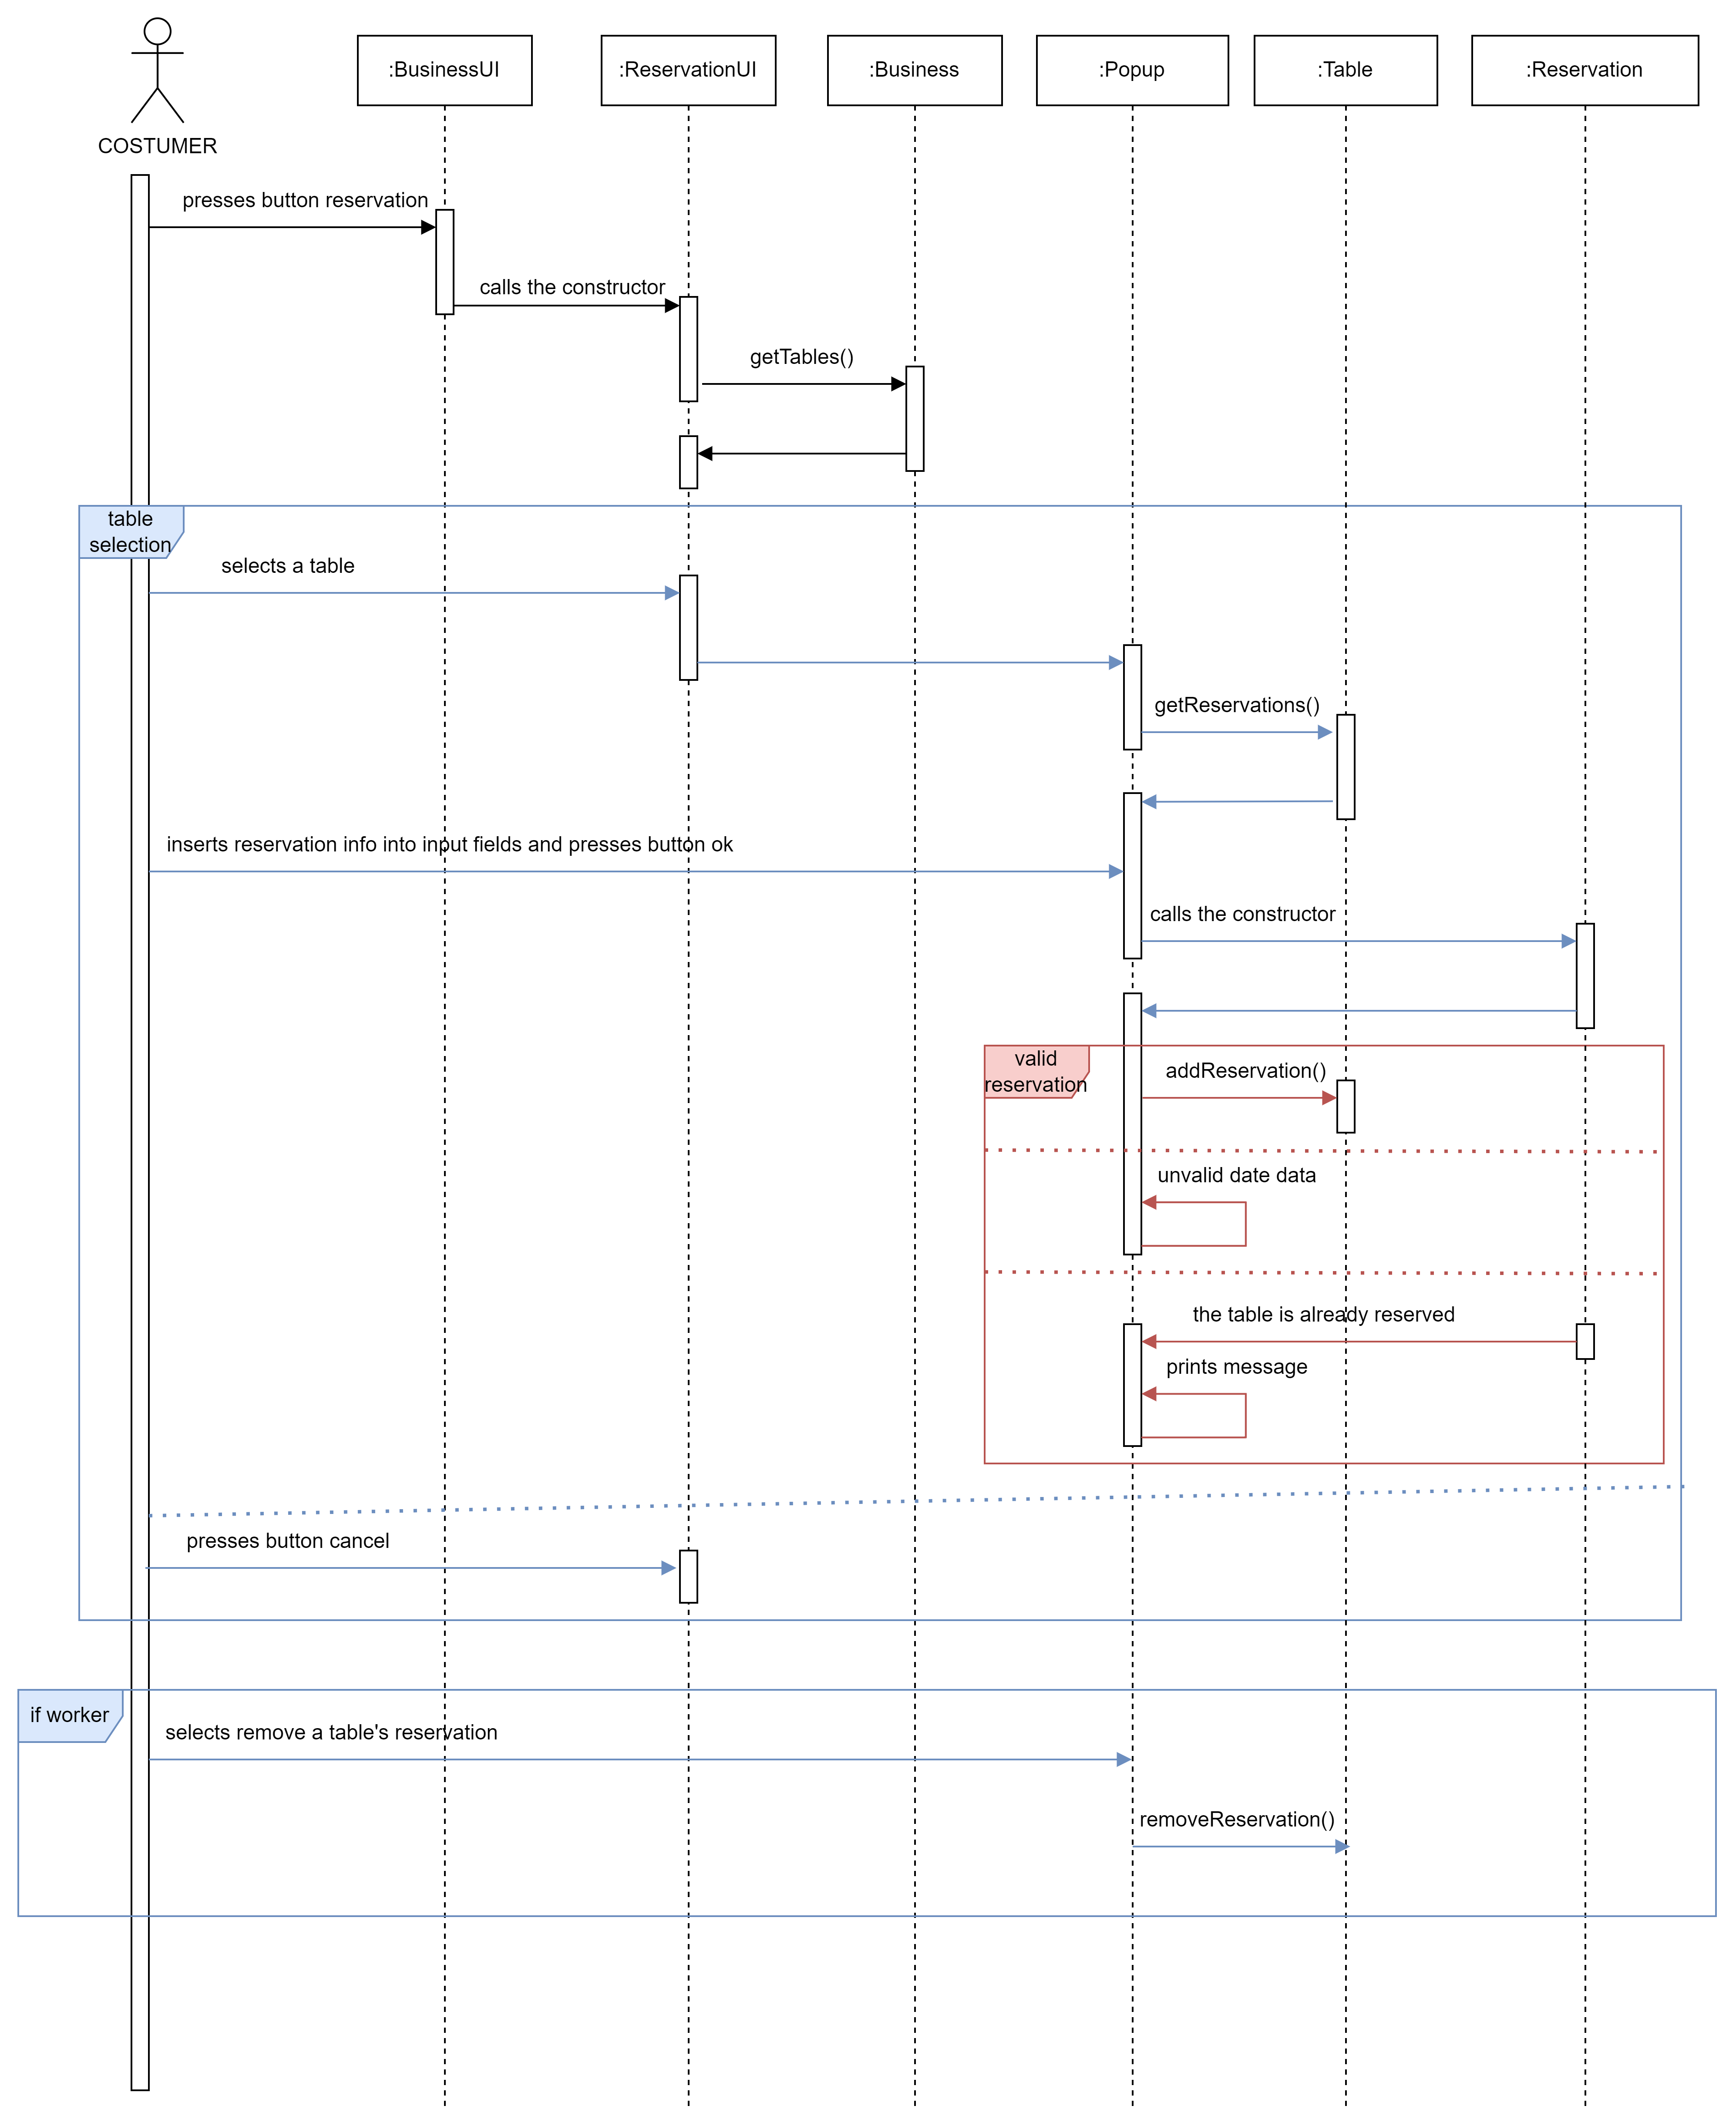 :BusinessUI
:ReservationUI
:Business
:Popup
:Table
:Reservation
COSTUMER
presses button reservation
calls the constructor
getTables()
table
selection
selects a table
getReservations()
inserts reservation info into input fields and presses button ok
calls the constructor
valid
reservation
addReservation()
unvalid date data
the table is already reserved
prints message
presses button cancel
if worker
selects remove a table's reservation
removeReservation()